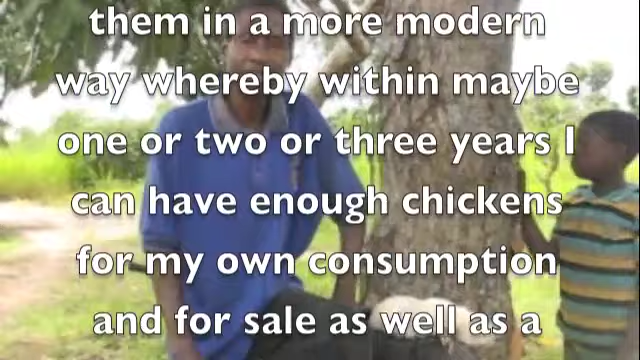 them in a more modern
way whereby within maybe
one or two or three years I
can have enough chickens
for my own consumption
and for sale as well as a